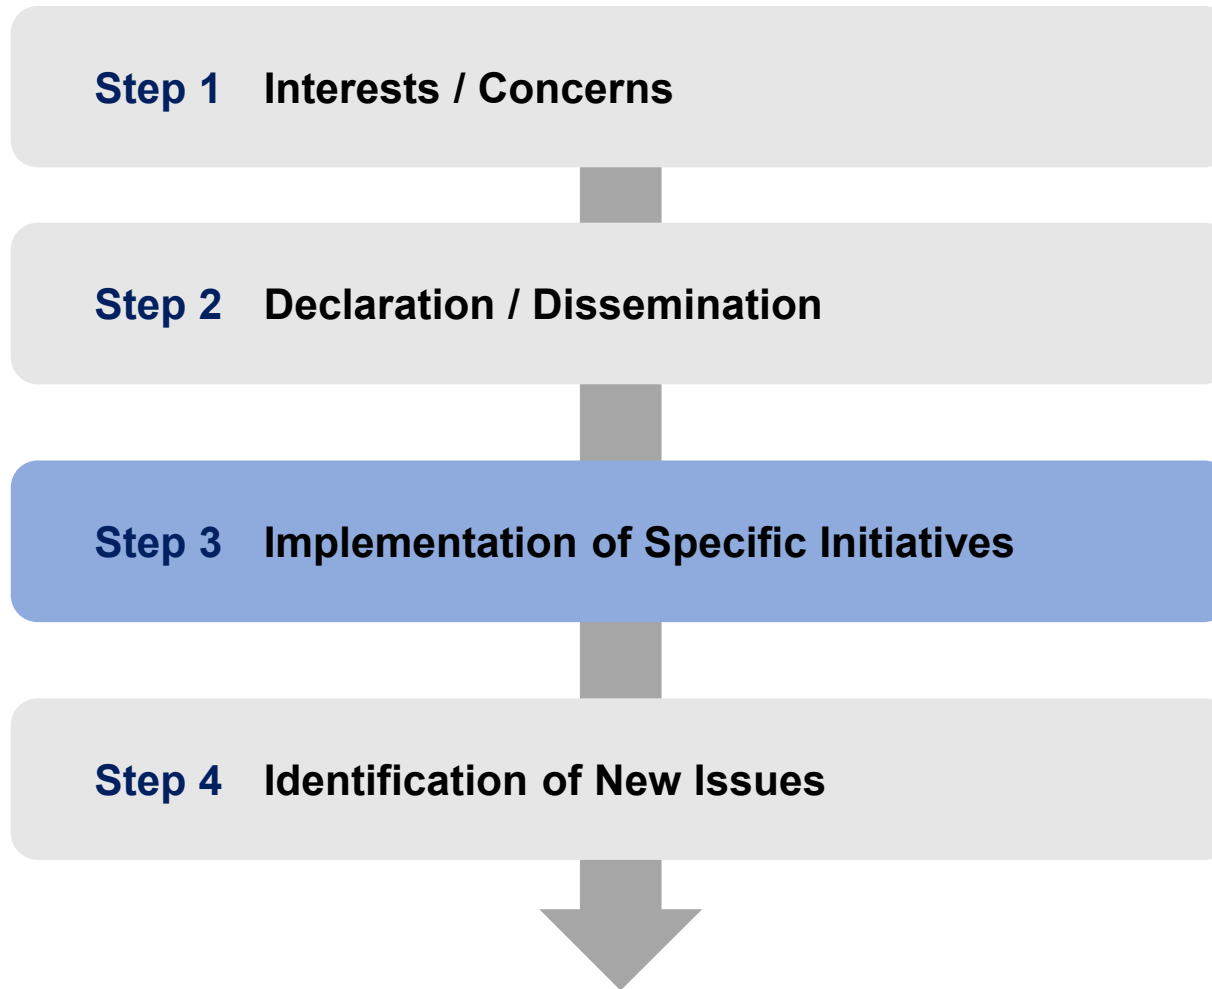 Step 1 Interests / Concerns
Step 2 Declaration / Dissemination
Step 3 Implementation of Specific Initiatives
Step 4 Identification of New Issues